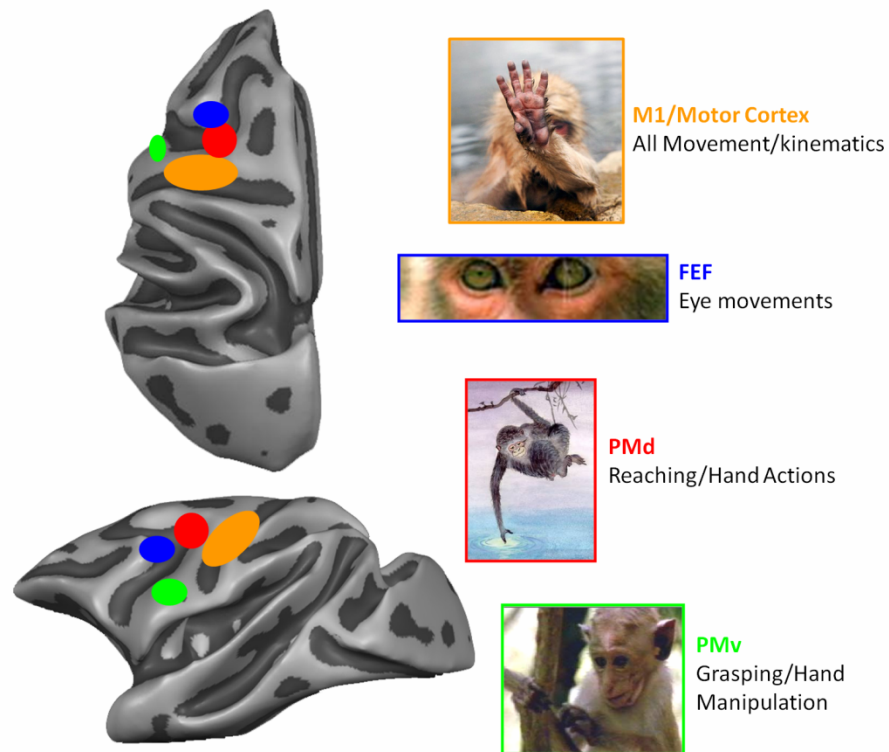 M1/Motor Cortex
All Movement/kinematics
FEF
Eye movements
PMd
Reaching/Hand Actions
PMv
Grasping/Hand
Manipulation